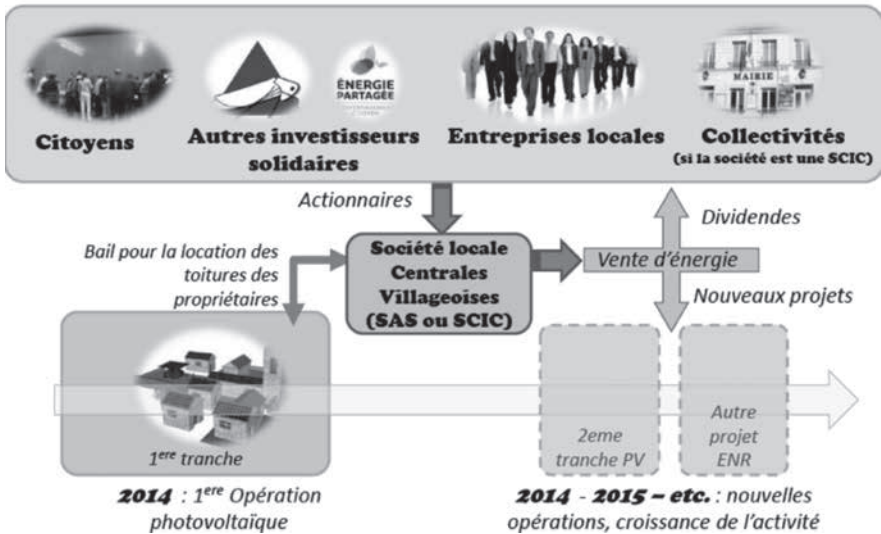 ÉNERGIE
PARTAGÉE
MAIRIE
Citoyens
Autres investisseurs
solidaires
Entreprises locales
Collectivités
(si la société est une SCIC)
Actionnaires
Dividendes
Bail pour la location des
toitures des
propriétaires
Société locale
Centrales
Villageoises
(SAS ou SCIC)
Vente d’énergie
Nouveaux projets
1ere tranche
2eme
tranche PV
Autre
projet
ENR
2014 : 1ere Opération
photovoltaïque
2014 - 2015 – etc. : nouvelles
opérations, croissance de l’activité